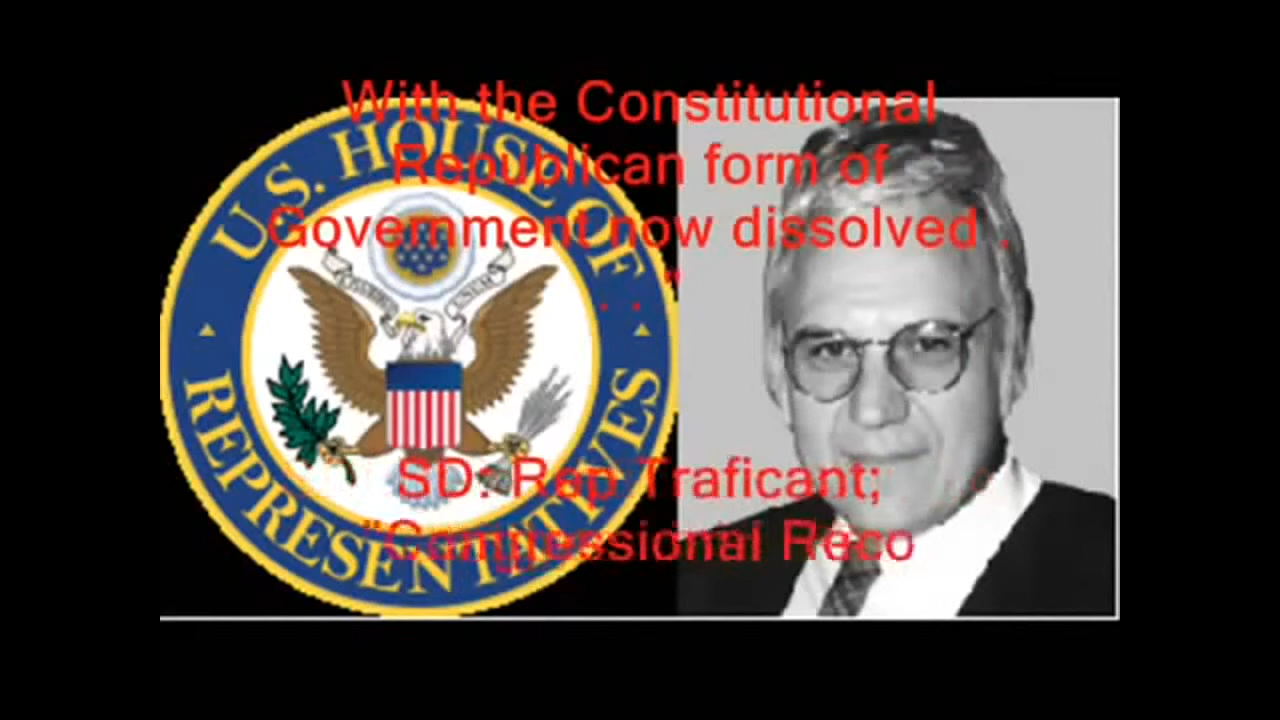 With the Constitutional
Republican form of
Government now dissolved .
. . "
SD: Rep Traficant;
"Congressional Reco
U.S. HOUSE OF
REPRESENTATIVES